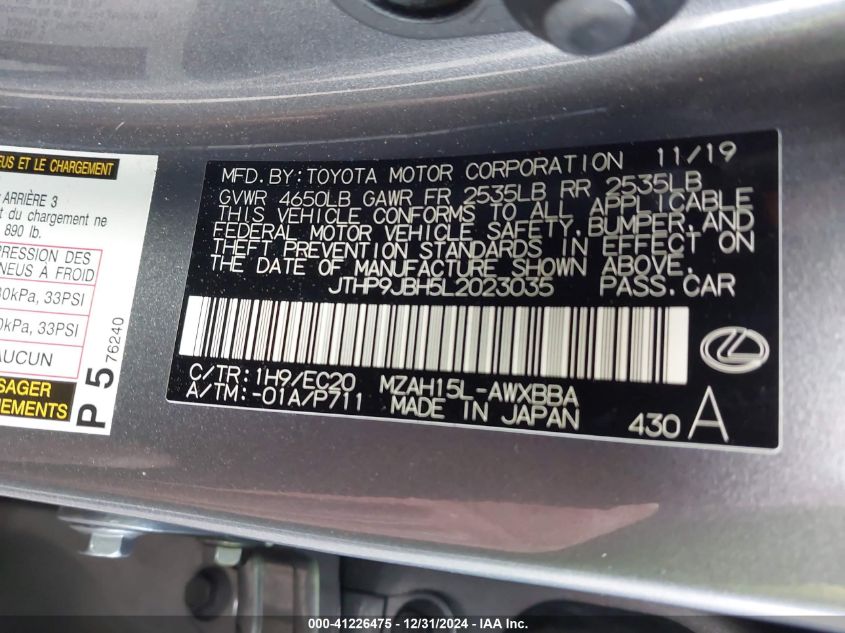 EUS ET LE CHARGEMENT
ARRIÈRE 3
t du chargement ne
890 lb.
PRESSION DES
NEUS À FROID
0kPa, 33PSI
0kPa, 33PSI
AUCUN
SAGER
NEMENTS
P 5 76240
MFD.BY:TOYOTA MOTOR CORPORATION 11/19
GVWR 4650LB GAWR FR 2535LB RR 2535LB
THIS VEHICLE CONFORMS TO ALL APPLICABLE
FEDERAL MOTOR VEHICLE SAFETY,BUMPER,AND
THEFT PREVENTION STANDARDS IN EFFECT ON
THE DATE OF MANUFACTURE SHOWN ABOVE.
JTHP9JBH5L2023035 PASS.CAR
C/TR:1H9/EC20 MZAH15L-AWXBBA
A/TM:-01A/P711 MADE IN JAPAN 430 A
000-41226475 - 12/31/2024 - IAA Inc.